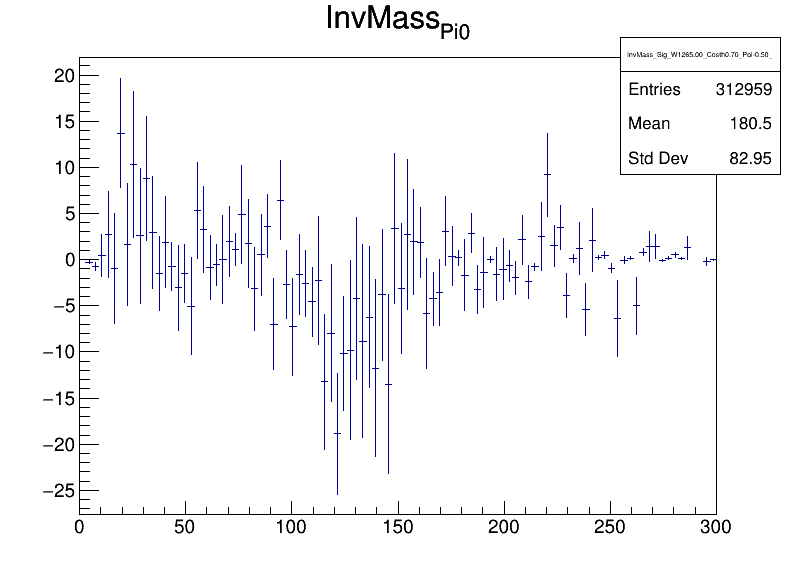 InvMassPi0
InvMass_Sig_W1265.00_Costh0.70_Pol-0.50_
Entries 312959
Mean 180.5
Std Dev 82.95
20
15
10
5
0
−5
−10
−15
−20
−25
0 50 100 150 200 250 300